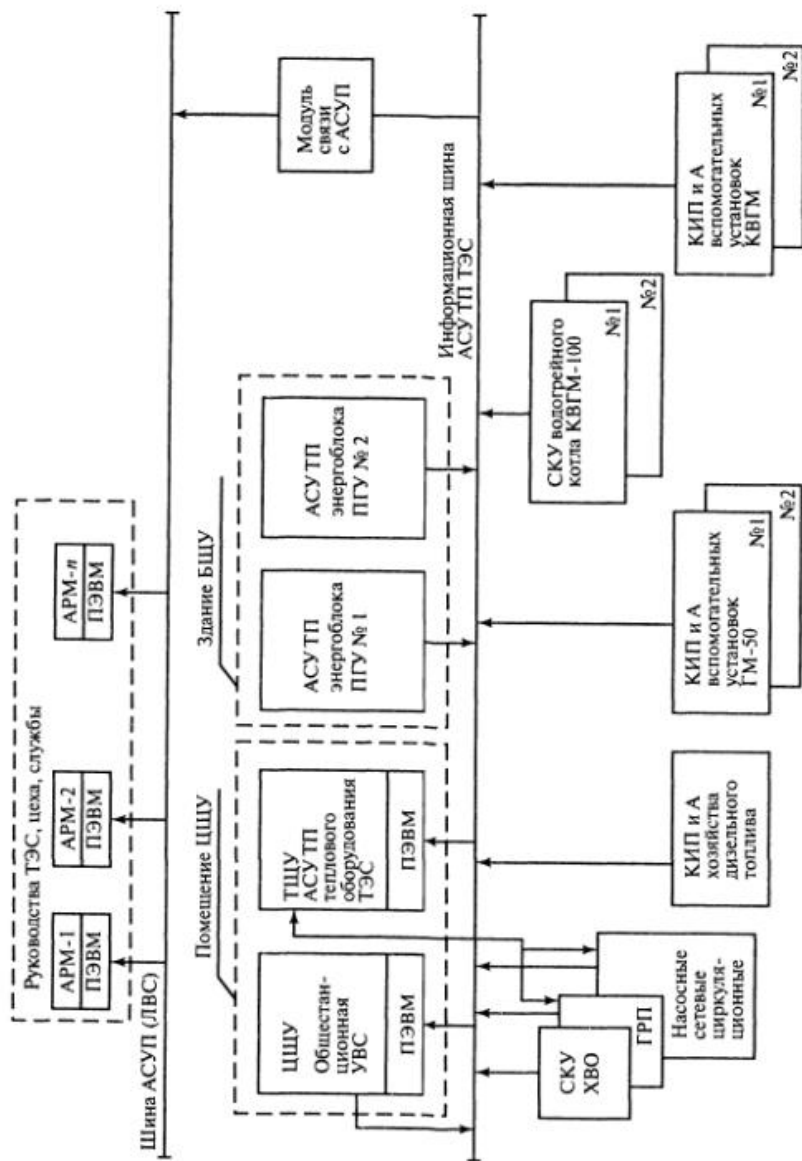 Руководства ТЭС, цеха, службы
АРМ-1
ПЭВМ
АРМ-2
ПЭВМ
АРМ-n
ПЭВМ
Шина АСУП (ЛВС)
Помещение ЦЩУ
Здание БЩУ
ЦЩУ
Общестан-
ционная
УВС
ПЭВМ
ТЩУ
АСУ ТП
теплового
оборудования
ТЭС
ПЭВМ
АСУ ТП
энергоблока
ПГУ № 1
АСУ ТП
энергоблока
ПГУ № 2
Модуль
связи
с АСУП
Информационная шина
АСУ ТП ТЭС
СКУ
ХВО
ГРП
Насосные
сетевые
циркуля-
ционные
КИП и А
хозяйства
дизельного
топлива
КИП и А
вспомогательных
установок
ГМ-50
№1
№2
СКУ водогрейного
котла КВГМ-100
№1
№2
КИП и А
вспомогательных
установок
КВГМ
№1
№2